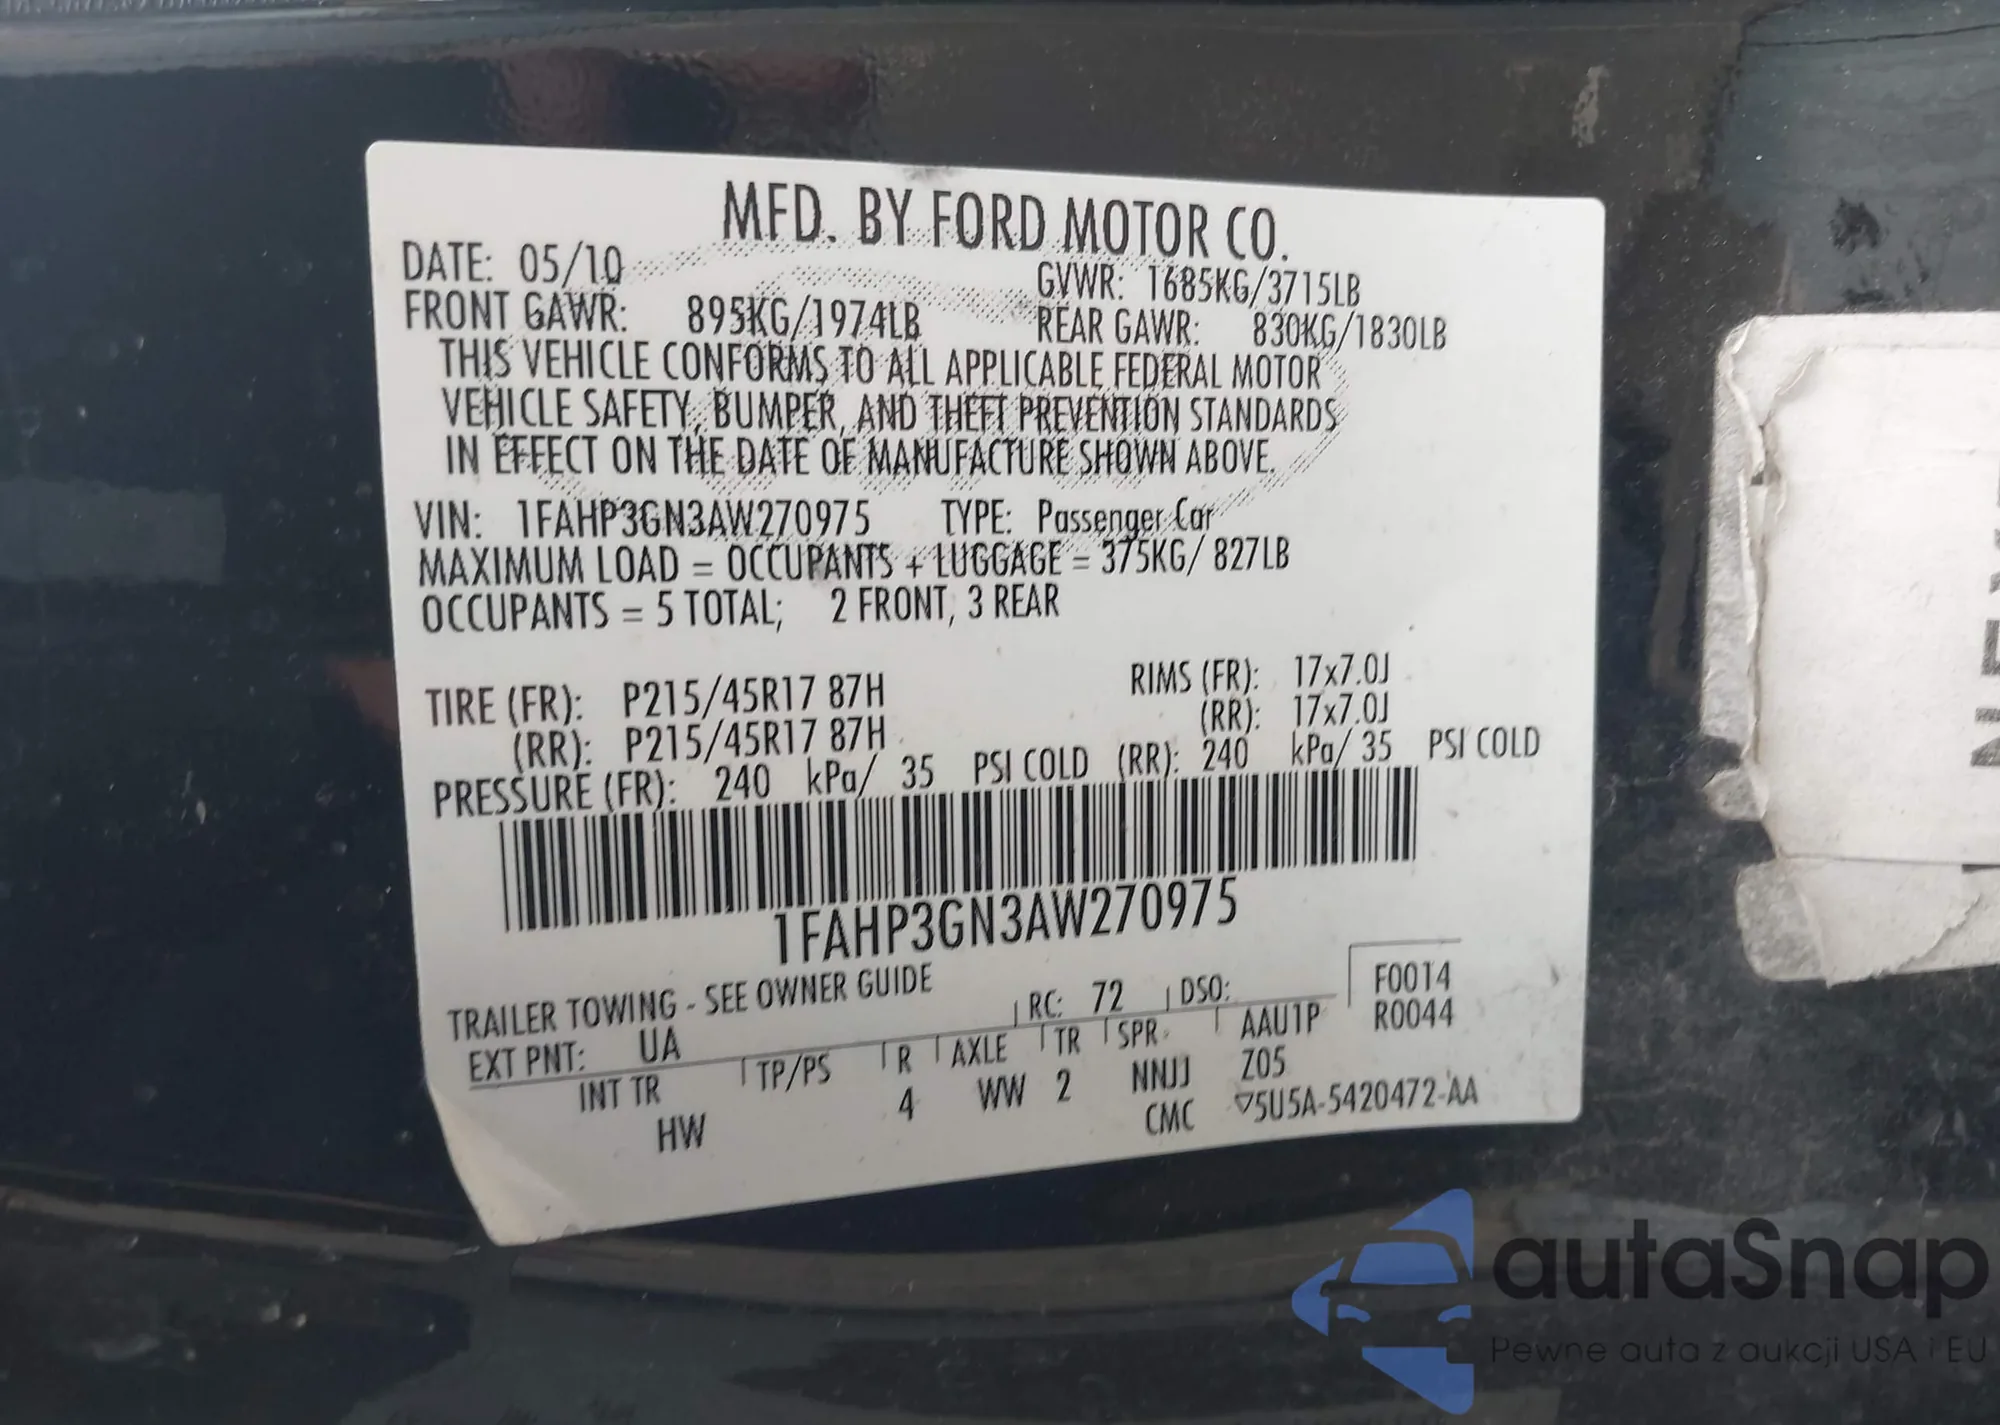 MFD. BY FORD MOTOR CO.
DATE: 05/10
GVWR: 1685KG/3715LB
FRONT GAWR: 895KG/1974LB
REAR GAWR: 830KG/1830LB
THIS VEHICLE CONFORMS TO ALL APPLICABLE FEDERAL MOTOR
VEHICLE SAFETY, BUMPER, AND THEFT PREVENTION STANDARDS
IN EFFECT ON THE DATE OF MANUFACTURE SHOWN ABOVE.
VIN: 1FAHP3GN3AW270975 TYPE: Passenger Car
MAXIMUM LOAD = OCCUPANTS + LUGGAGE = 375KG/ 827LB
OCCUPANTS = 5 TOTAL; 2 FRONT, 3 REAR
TIRE (FR): P215/45R17 87H RIMS (FR): 17x7.0J
(RR): P215/45R17 87H (RR): 17x7.0J
PRESSURE (FR): 240 kPa/ 35 PSI COLD (RR): 240 kPa/ 35 PSI COLD
1FAHP3GN3AW270975
TRAILER TOWING - SEE OWNER GUIDE RC: 72 DSO: F0014
EXT PNT: UA AAU1P R0044
INT TR TP/PS R AXLE TR SPR Z05
HW 4 WW 2 NNJJ ▽5U5A-5420472-AA
CMC
autaSnap
Pewne auta z aukcji USA i EU